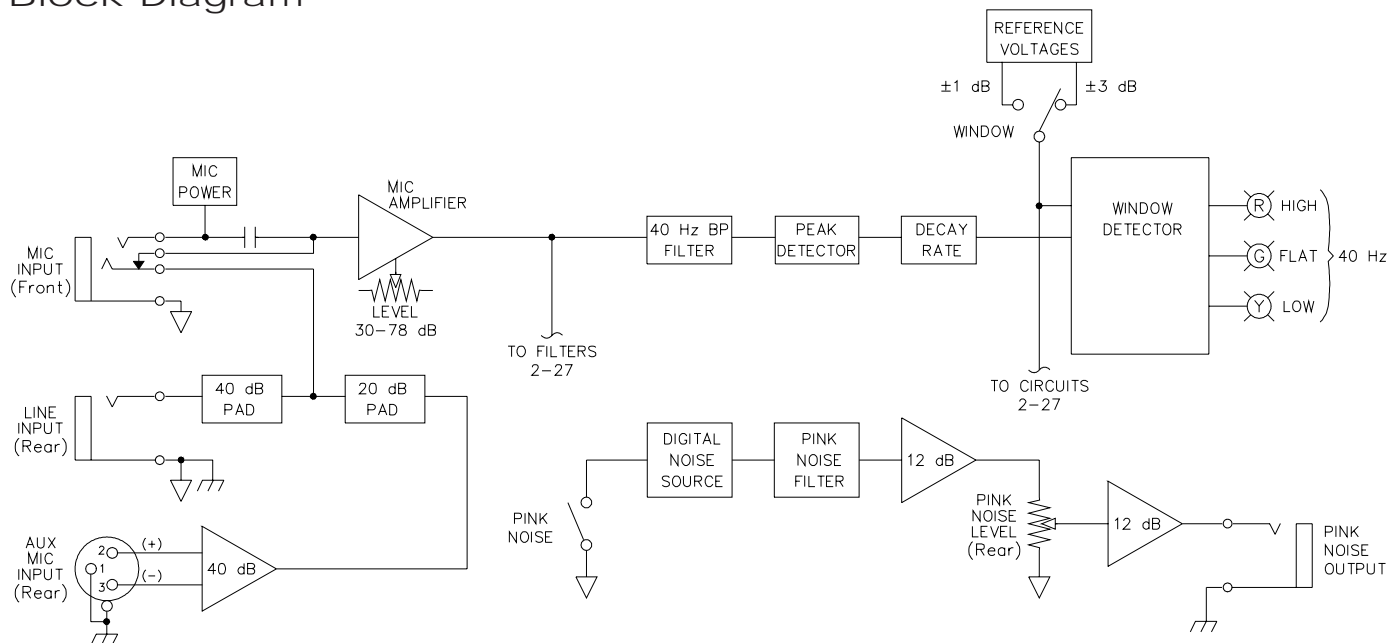 Block Diagram
REFERENCE
VOLTAGES
±1 dB
±3 dB
WINDOW
MIC
POWER
MIC
AMPLIFIER
MIC
INPUT
(Front)
LEVEL
30-78 dB
TO FILTERS
2-27
40 Hz BP
FILTER
PEAK
DETECTOR
DECAY
RATE
WINDOW
DETECTOR
R HIGH
G FLAT
Y LOW
40 Hz
TO CIRCUITS
2-27
LINE
INPUT
(Rear)
40 dB
PAD
20 dB
PAD
AUX
MIC
INPUT
(Rear)
2
1
3
(+)
(-)
40 dB
PINK
NOISE
DIGITAL
NOISE
SOURCE
PINK
NOISE
FILTER
12 dB
PINK
NOISE
LEVEL
(Rear)
12 dB
PINK
NOISE
OUTPUT